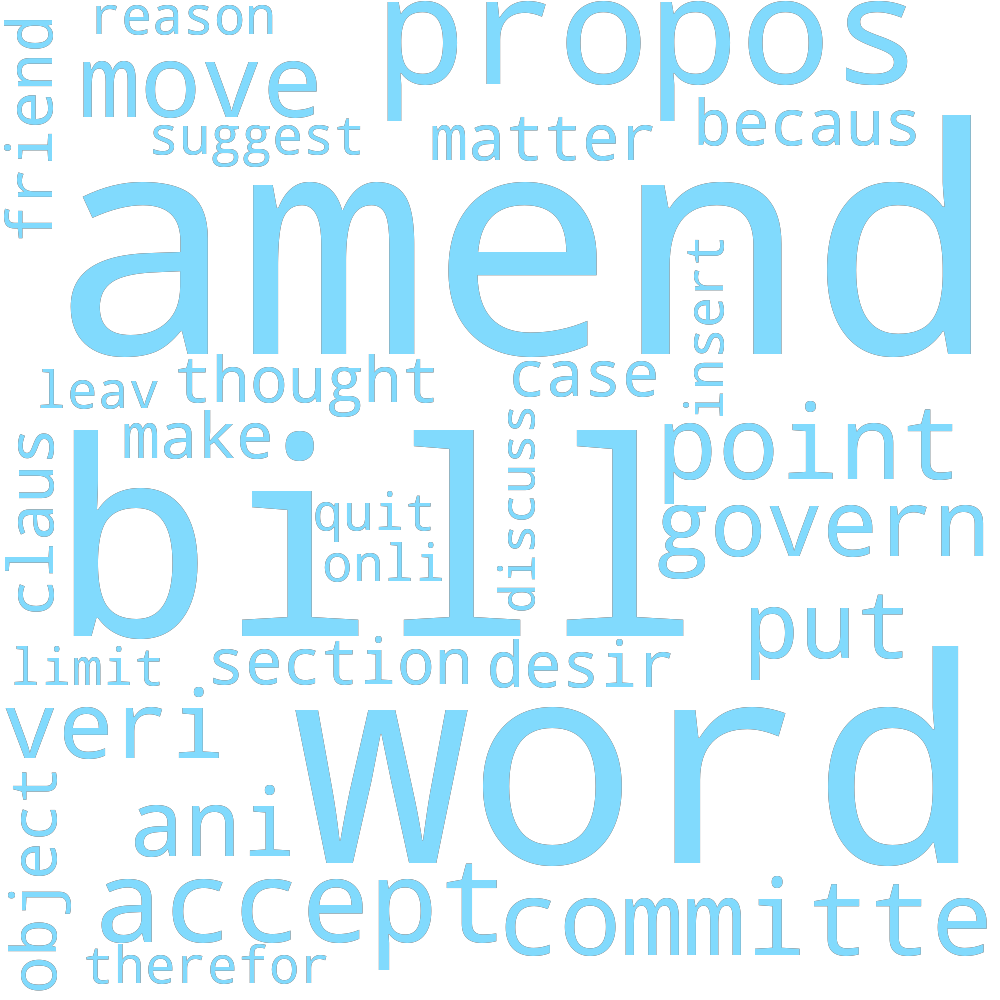 reason
propos
friend
move
suggest
matter
becaus
amend
insert
leav
thought
case
make
point
claus
bill
quit
onli
discuss
govern
put
limit
section
desir
veri
word
object
ani
accept
committe
therefor